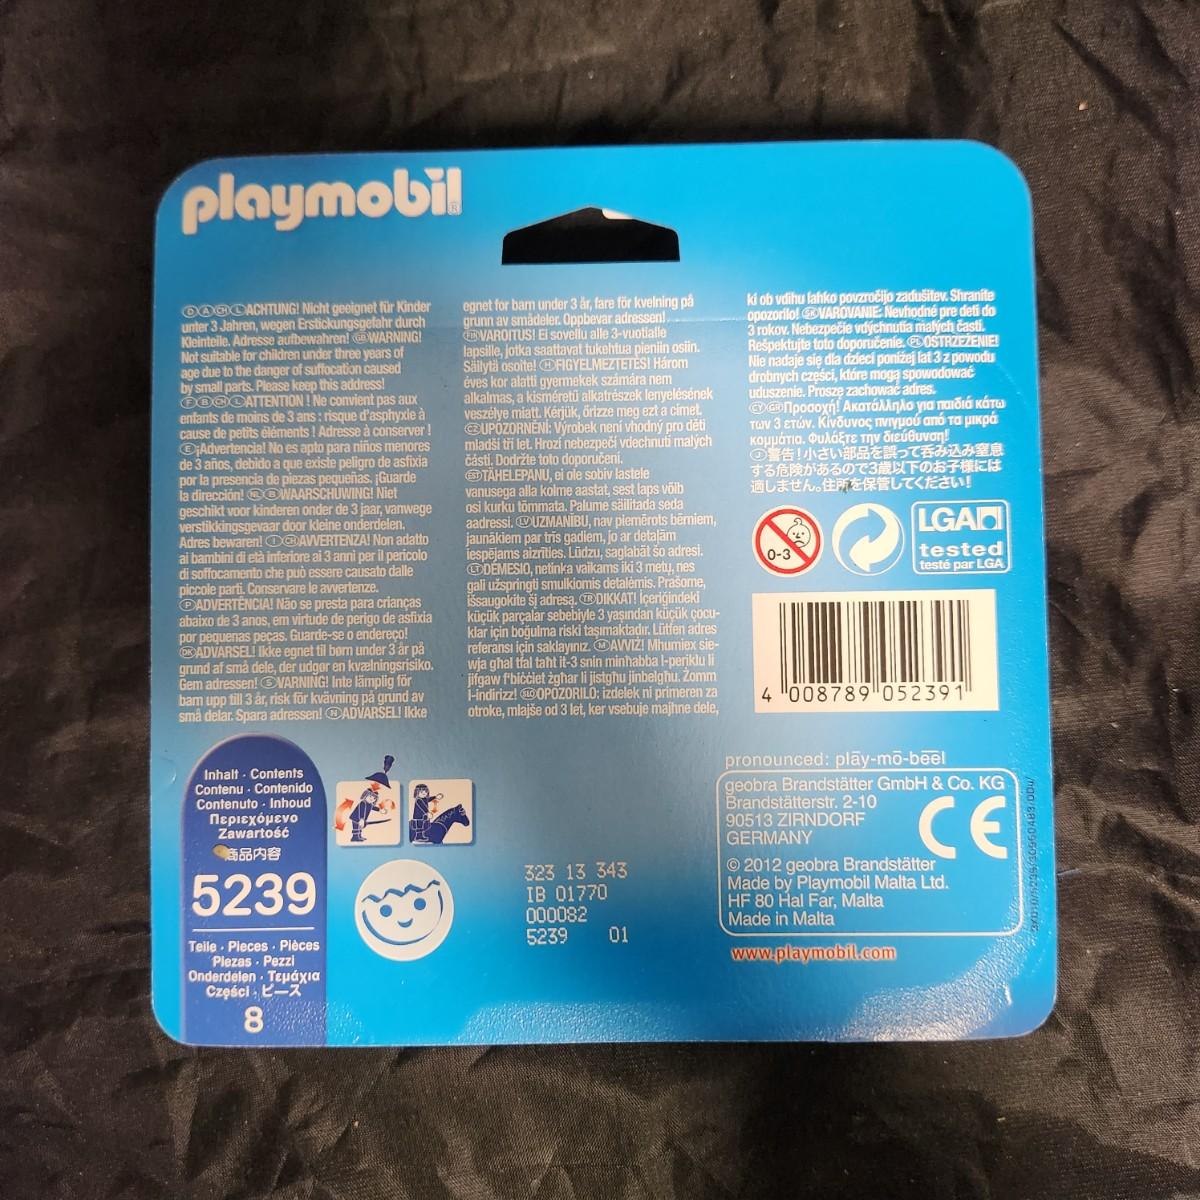 playmobil®
Ⓓ Ⓐ ⒸⒽ Ⓛ ACHTUNG! Nicht geeignet für Kinder
unter 3 Jahren, wegen Erstickungsgefahr durch
Kleinteile. Adresse aufbewahren! ⒼⒷ WARNING!
Not suitable for children under three years of
age due to the danger of suffocation caused
by small parts. Please keep this address!
Ⓕ Ⓑ ⒸⒽ Ⓛ ATTENTION ! Ne convient pas aux
enfants de moins de 3 ans : risque d'asphyxie à
cause de petits éléments ! Adresse à conserver !
Ⓔ ¡Advertencia! No es apto para niños menores
de 3 años, debido a que existe peligro de asfixia
por la presencia de piezas pequeñas. ¡Guarde
la dirección! ⓃⓁ Ⓑ WAARSCHUWING! Niet
geschikt voor kinderen onder de 3 jaar, vanwege
verstikkingsgevaar door kleine onderdelen.
Adres bewaren! Ⓘ ⒸⒽ AVVERTENZA! Non adatto
ai bambini di età inferiore ai 3 anni per il pericolo
di soffocamento che può essere causato dalle
piccole parti. Conservare le avvertenze.
Ⓟ ADVERTÊNCIA! Não se presta para crianças
abaixo de 3 anos, em virtude de perigo de asfixia
por pequenas peças. Guarde-se o endereço!
ⒹⓀ ADVARSEL! Ikke egnet til børn under 3 år på
grund af små dele, der udgør en kvælningsrisiko.
Gem adressen! Ⓢ VARNING! Inte lämplig för
barn upp till 3 år, risk för kvävning på grund av
små delar. Spara adressen! Ⓝ ADVARSEL! Ikke
egnet for barn under 3 år, fare for kvelning på
grunn av smådeler. Oppbevar adressen!
VAROITUS! Ei sovellu alle 3-vuotialle
lapsille, jotka saattavat tukehtua pieniin osiin.
Säilytä osoite! Ⓗ FIGYELMEZTETÉS! Három
éves kor alatti gyermekek számára nem
alkalmas, a kisméretű alkatrészek lenyelésének
veszélye miatt. Kérjük, őrizze meg ezt a címet.
ⒸⓏ UPOZORNĚNÍ: Výrobek není vhodný pro děti
mladší tří let. Hrozí nebezpečí vdechnutí malých
částí. Dodržte toto doporučení.
ⒺⓈⓉ TÄHELEPANU, ei ole sobiv lastele
vanusega alla kolme aastat, sest laps võib
osi kurku tõmmata. Palume säilitada seda
aadressi. ⓁⓋ UZMANĪBU, nav piemērots bērniem,
jaunākiem par trīs gadiem, jo ar detaļām
iespējams aizrīties. Lūdzu, saglabāt šo adresi.
ⓁⓉ DĖMESIO, netinka vaikams iki 3 metų, nes
gali užspringti smulkiomis detalėmis. Prašome,
išsaugokite šį adresą. ⓉⓇ DIKKAT! İçeriğindeki
küçük parçalar sebebiyle 3 yaşından küçük çocu-
klar için boğulma riski taşımaktadır. Lütfen adres
referans için saklayınız. Ⓜ AVVIŻ! Mhumiex sie-
wja għal tfal taħt it-3 snin minħabba l-periklu li
jifgaw f'biċċiet żgħar li jistgħu jinbelgħu. Żomm
l-indirizz! ⓈⓁⓄ OPOZORILO; izdelek ni primeren za
otroke, mlajše od 3 let, ker vsebuje majhne dele,
ki ob vdihu lahko povzročijo zadušitev. Shranite
opozorilo! ⓈⓀ VAROVANIE: Nevhodné pre deti do
3 rokov. Nebezpečie vdýchnutia malých častí.
Rešpektujte toto doporučenie. ⓅⓁ OSTRZEŻENIE!
Nie nadaje się dla dzieci poniżej lat 3 z powodu
drobnych części, które mogą spowodować
uduszenie. Proszę zachować adres.
ⒸⓎ ⒼⓇ Προσοχή! Ακατάλληλο για παιδιά κάτω
των 3 ετών. Κίνδυνος πνιγμού από τα μικρά
κομμάτια. Φυλάξτε την διεύθυνση!
Ⓙ 警告！小さい部品を誤って呑み込み窒息
する危険があるので3歳以下のお子様には
適しません。住所を保管してください！
0-3
LGA
tested
testé par LGA
4 008789 052391
Inhalt · Contents
Contenu · Contenido
Contenuto · Inhoud
Περιεχόμενο
Zawartość
商品内容
5239
Teile · Pieces · Pièces
Piezas · Pezzi
Onderdelen · Τεμάχια
Części · ピース
8
323 13 343
IB 01770
000082
5239 01
pronounced: plāy-mō-bēēl
geobra Brandstätter GmbH & Co. KG
Brandstätterstr. 2-10
90513 ZIRNDORF
GERMANY
CE
© 2012 geobra Brandstätter
Made by Playmobil Malta Ltd.
HF 80 Hal Far, Malta
Made in Malta
www.playmobil.com